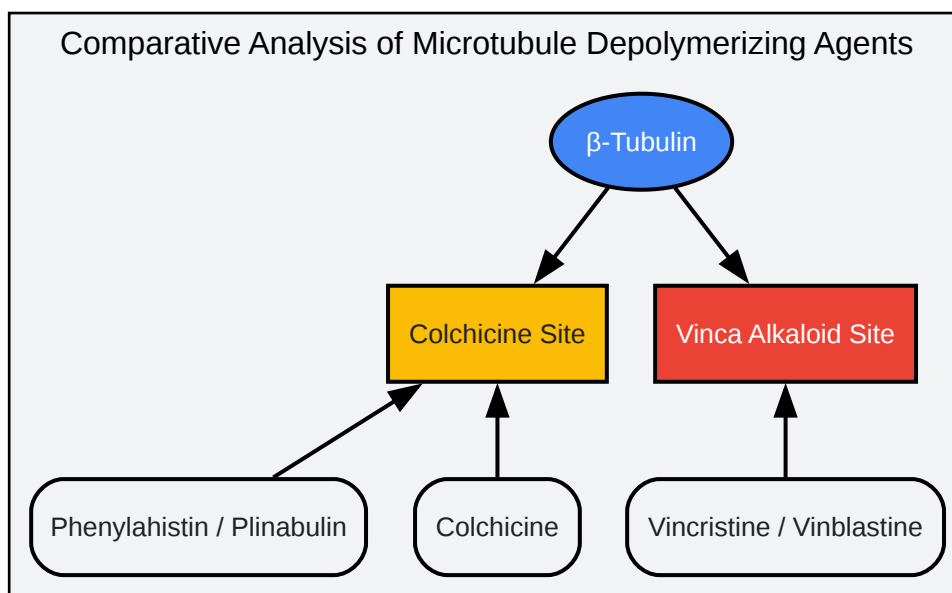 Comparative Analysis of Microtubule Depolymerizing Agents
β-Tubulin
Colchicine Site
Vinca Alkaloid Site
Phenylahistin / Plinabulin
Colchicine
Vincristine / Vinblastine